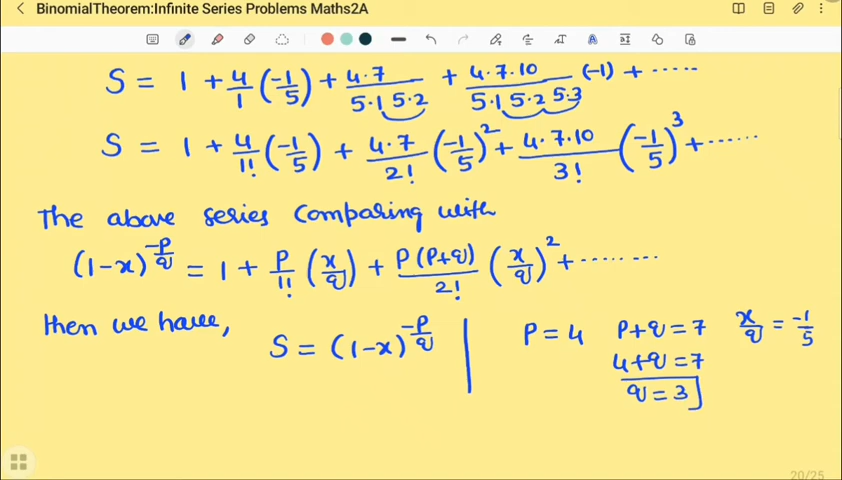 BinomialTheorem:Infinite Series Problems Maths2A
S = 1 + 4/1 (-1/5) + 4.7/5.1 5.2 + 4.7.10/5.1 5.2 5.3 (-1) + .....
S = 1 + 4/1! (-1/5) + 4.7/2! (-1/5)^2 + 4.7.10/3! (-1/5)^3 + ......
The above series Comparing with
(1-x)^(-P/q) = 1 + P/1! (x/q) + P(P+q)/2! (x/q)^2 + ........
then we have,
S = (1-x)^(-P/q)
P = 4 P+q = 7 x/q = -1/5
4+q = 7
q = 3
20/25